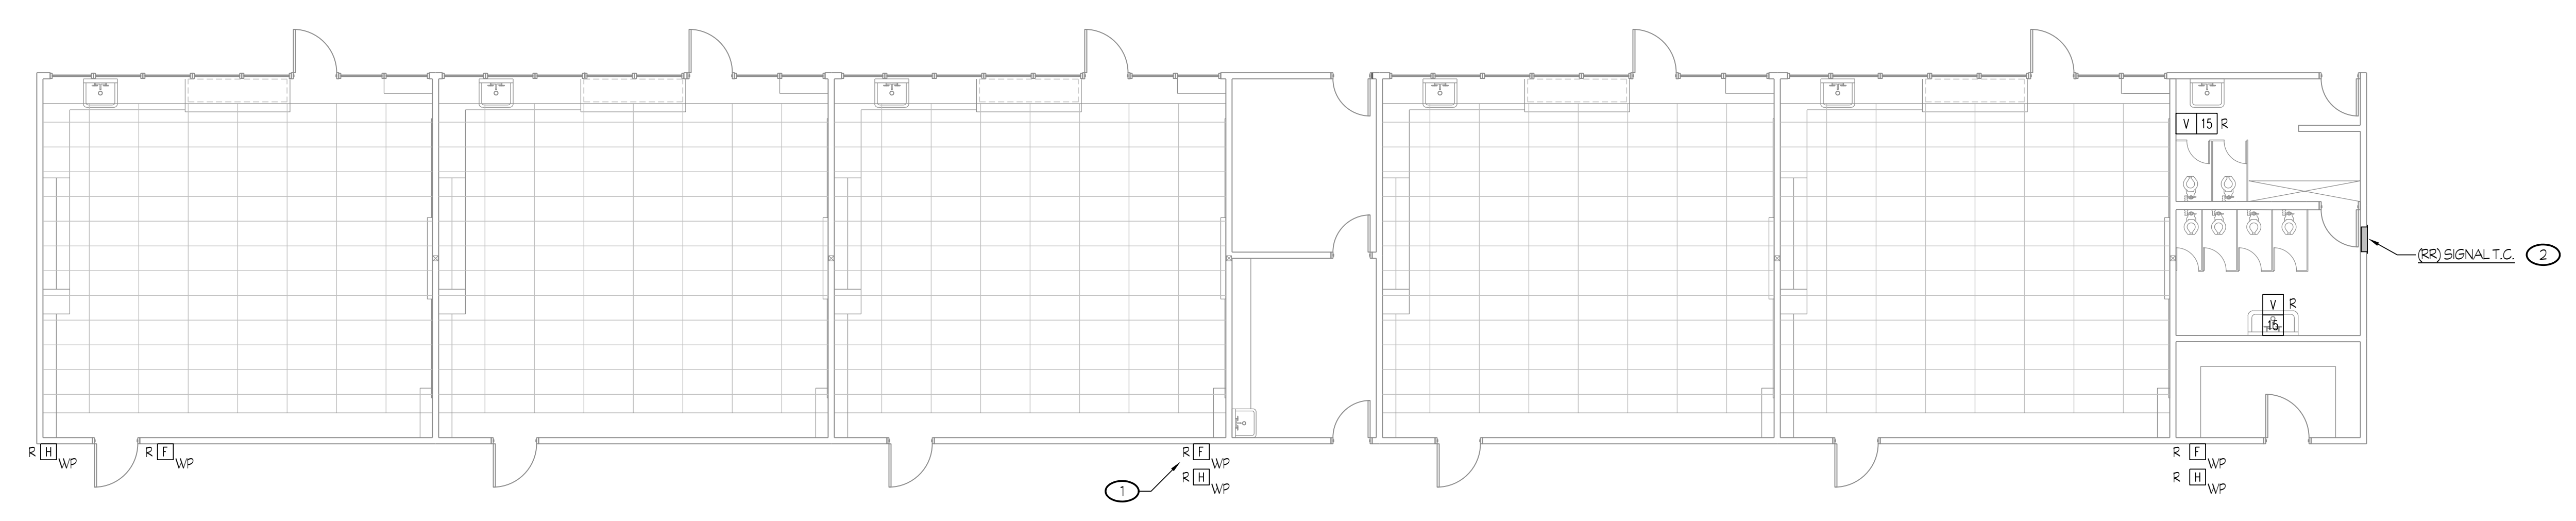 V 15 R
(RR) SIGNAL T.C. 2
V R
15
R H WP
R F WP
R F WP
R H WP
1
R F WP
R H WP